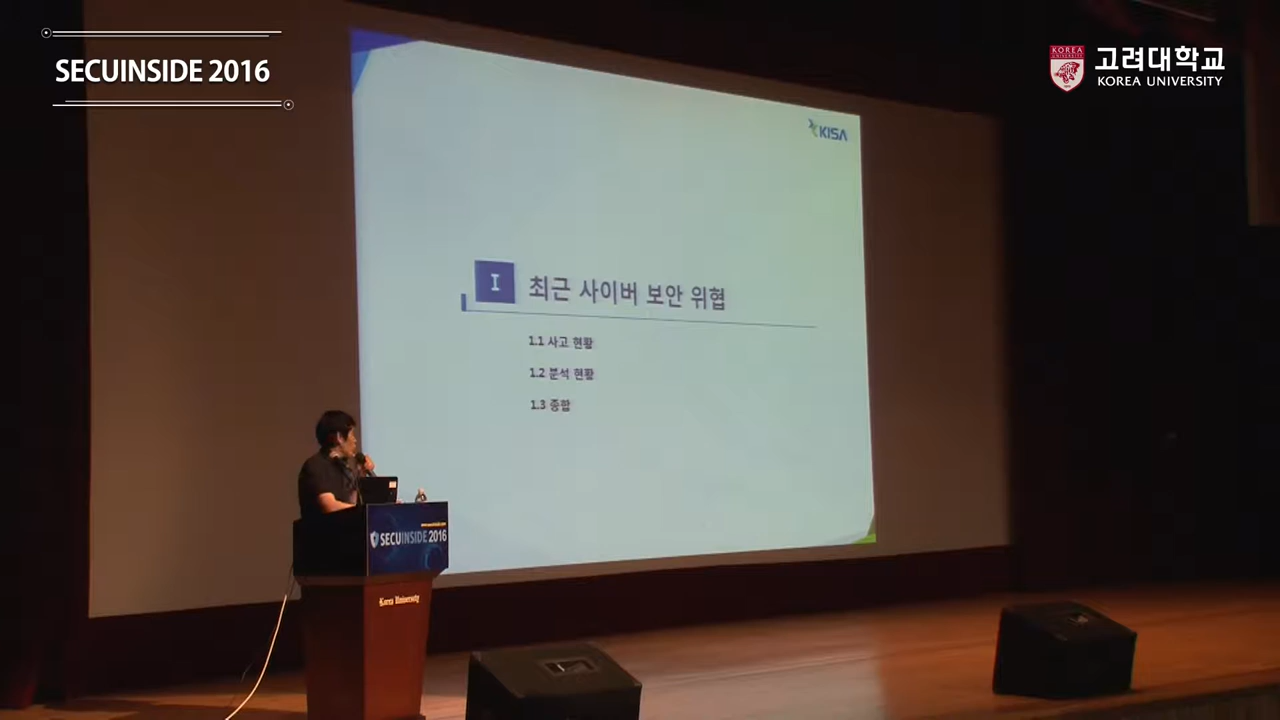 SECUINSIDE 2016
KOREA
고려대학교
KOREA UNIVERSITY
KISA
I 최근 사이버 보안 위협
1.1 사고 현황
1.2 분석 현황
1.3 종합
SECUINSIDE 2016
Korea University